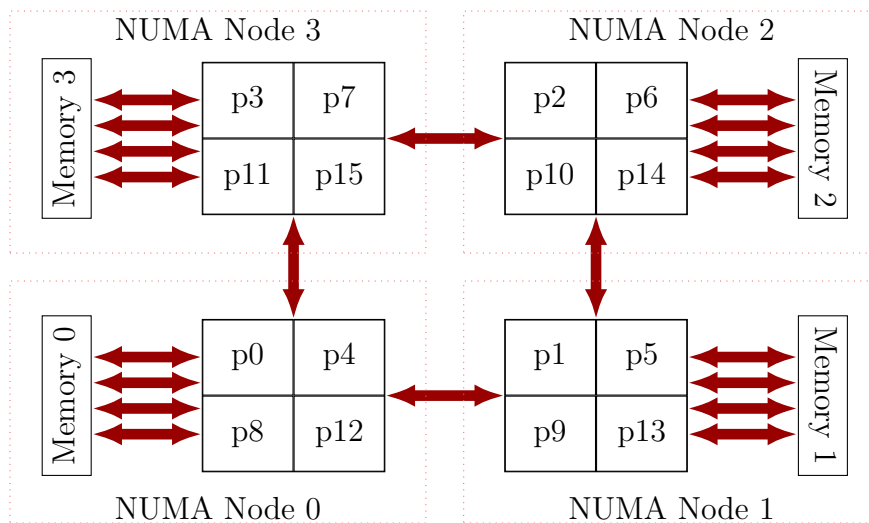 NUMA Node 3
Memory 3
p3 p7
p11 p15
NUMA Node 2
p2 p6
p10 p14
Memory 2
Memory 0
p0 p4
p8 p12
NUMA Node 0
p1 p5
p9 p13
Memory 1
NUMA Node 1